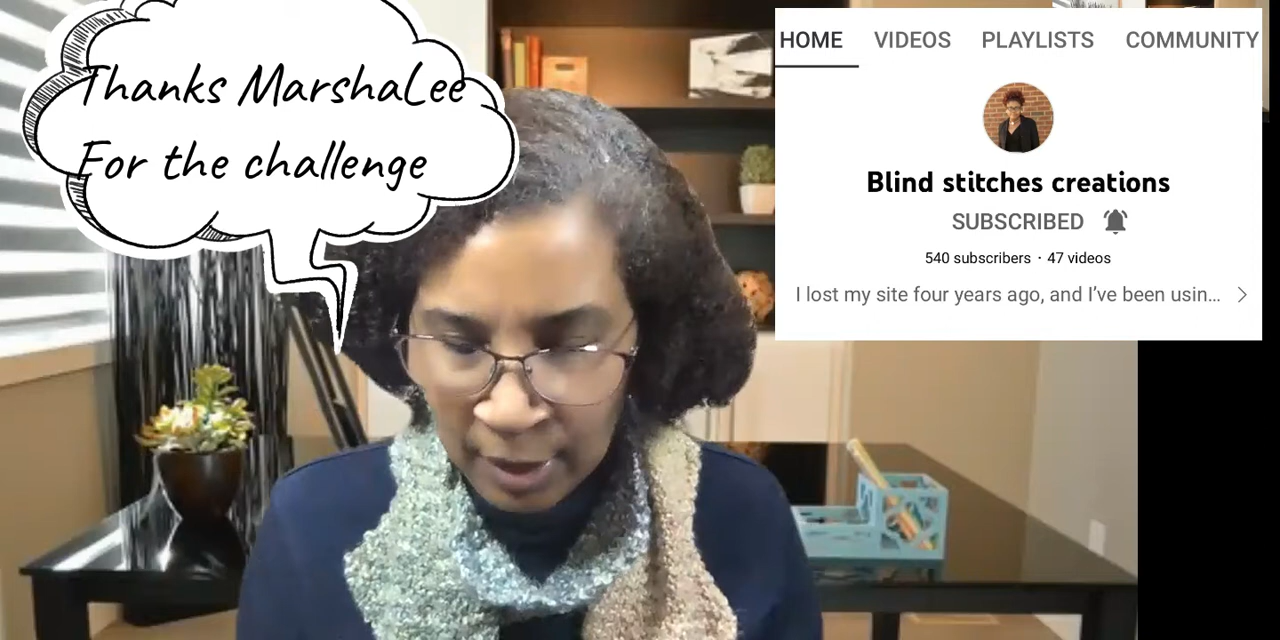 Thanks MarshaLee
For the challenge
HOME VIDEOS PLAYLISTS COMMUNITY
Blind stitches creations
SUBSCRIBED
540 subscribers · 47 videos
I lost my site four years ago, and I've been usin...